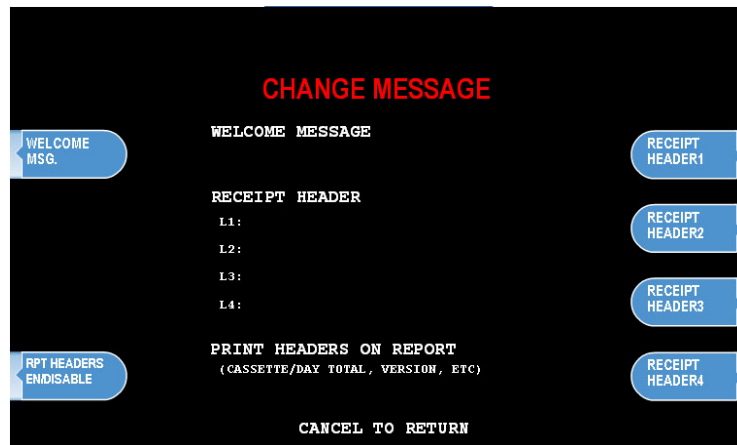 CHANGE MESSAGE
WELCOME MESSAGE
WELCOME
MSG.
RECEIPT
HEADER1
RECEIPT HEADER
L1:
RECEIPT
HEADER2
L2:
L3:
RECEIPT
HEADER3
L4:
PRINT HEADERS ON REPORT
(CASSETTE/DAY TOTAL, VERSION, ETC)
RPT HEADERS
EN/DISABLE
RECEIPT
HEADER4
CANCEL TO RETURN